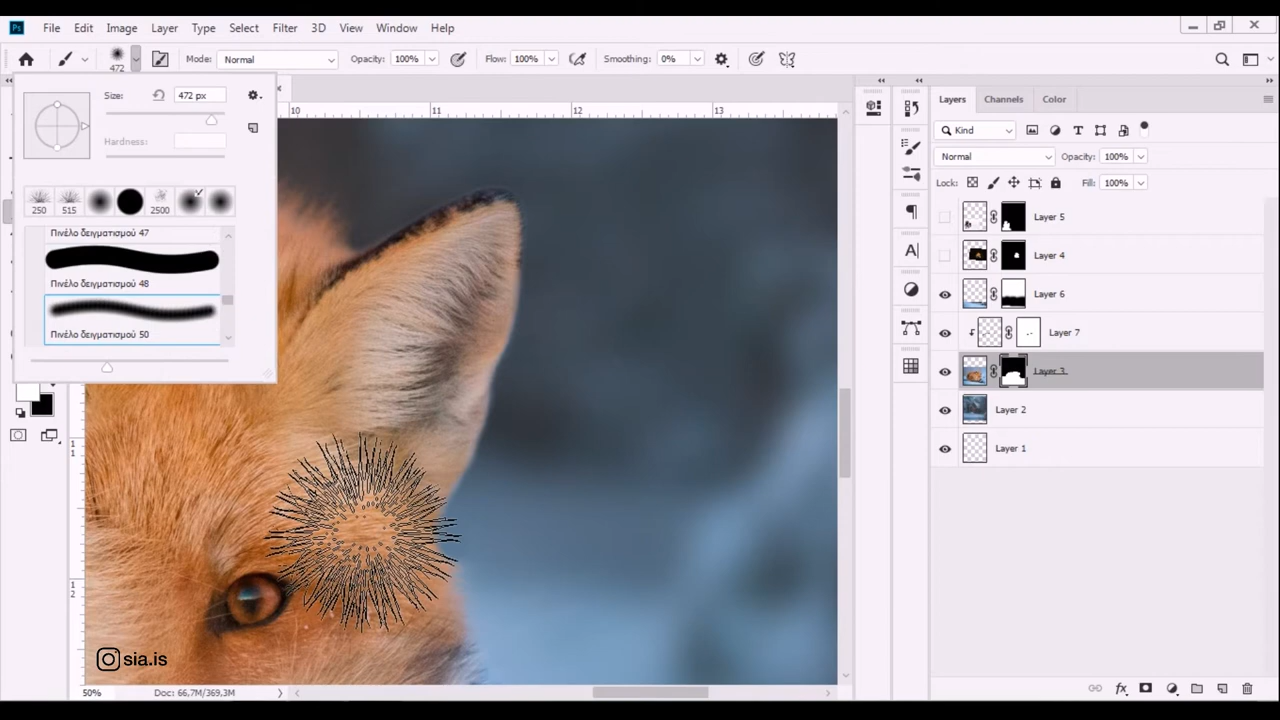 Ps File Edit Image Layer Type Select Filter 3D View Window Help
472 Mode: Normal Opacity: 100% Flow: 100% Smoothing: 0%
Size: 472 px
Hardness:
250 515 2500
Πινέλο δειγματισμού 47
Πινέλο δειγματισμού 48
Πινέλο δειγματισμού 50
10 11 12 13
11
12
Layers Channels Color
Kind
Normal Opacity: 100%
Lock: Fill: 100%
Layer 5
Layer 4
Layer 6
Layer 7
Layer 3
Layer 2
Layer 1
sia.is
50% Doc: 66,7M/369,3M